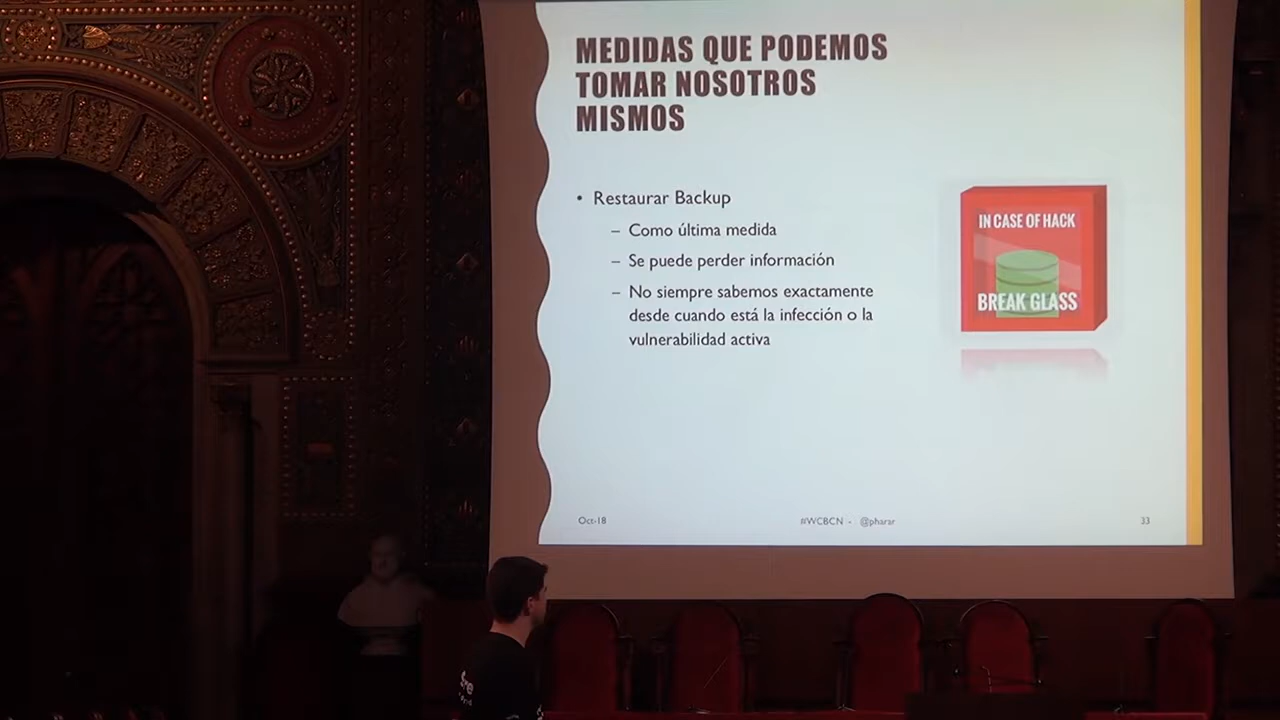 MEDIDAS QUE PODEMOS
TOMAR NOSOTROS
MISMOS
• Restaurar Backup
– Como última medida
– Se puede perder información
– No siempre sabemos exactamente
desde cuando está la infección o la
vulnerabilidad activa
IN CASE OF HACK
BREAK GLASS
Oct-18
#WCBCN - @pharar
33